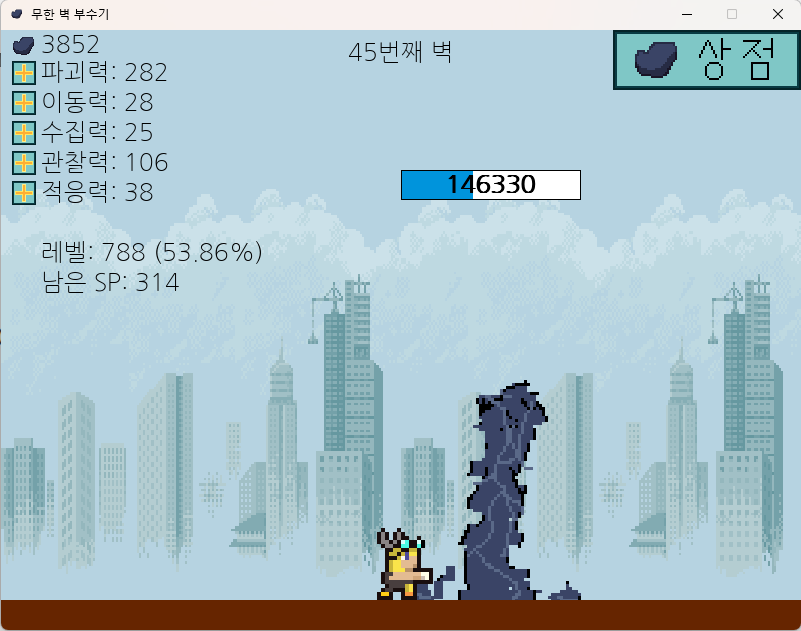 무한 벽 부수기
3852
45번째 벽
상 점
파괴력: 282
이동력: 28
수집력: 25
관찰력: 106
적응력: 38
146330
레벨: 788 (53.86%)
남은 SP: 314